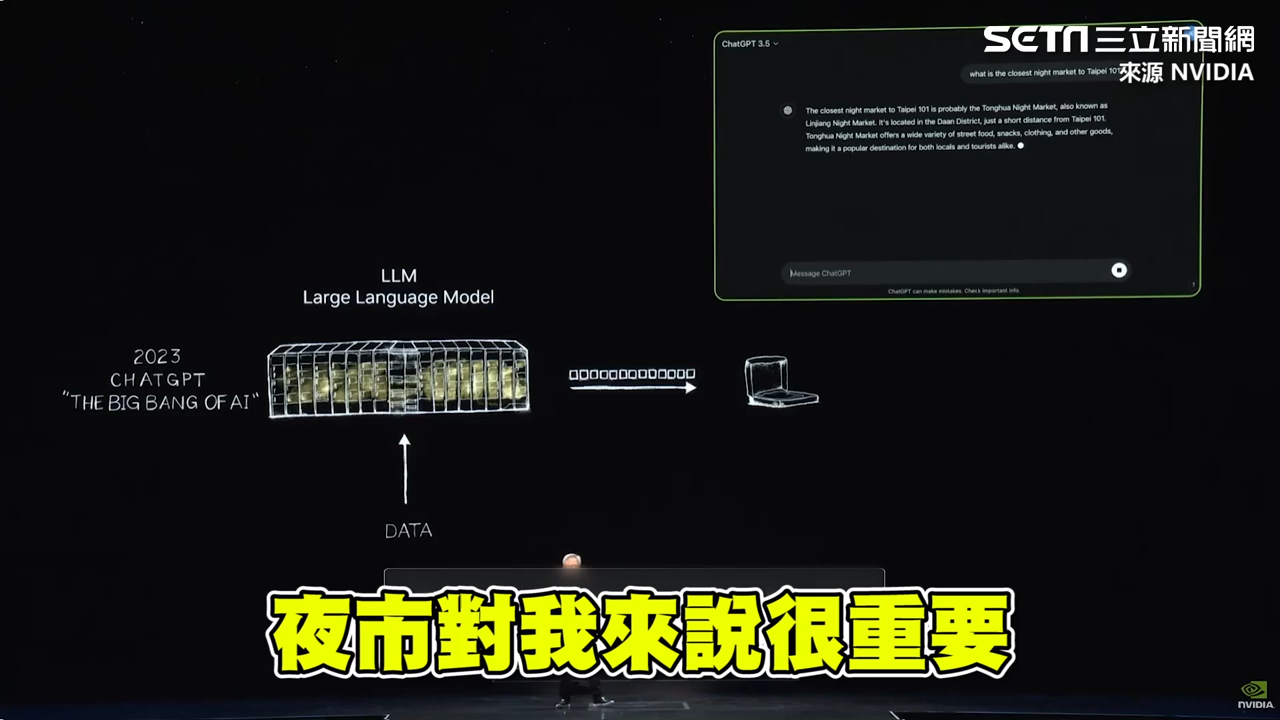 SETN三立新聞網
來源 NVIDIA
ChatGPT 3.5
what is the closest night market to Taipei 101
The closest night market to Taipei 101 is probably the Tonghua Night Market, also known as
Linjiang Night Market. It's located in the Daan District, just a short distance from Taipei 101.
Tonghua Night Market offers a wide variety of street food, snacks, clothing, and other goods,
making it a popular destination for both locals and tourists alike.
Message ChatGPT
ChatGPT can make mistakes. Check important info.
?
LLM
Large Language Model
2023
CHATGPT
"THE BIG BANG OF AI"
DATA
夜市對我來說很重要
NVIDIA